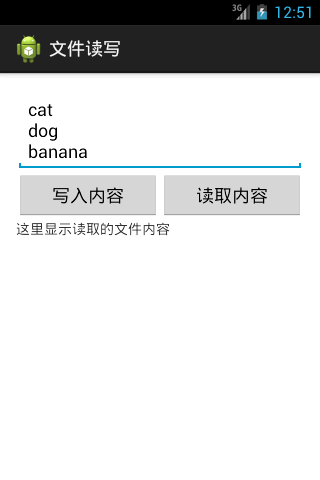 3G 12:51
文件读写
cat
dog
banana
写入内容 读取内容
这里显示读取的文件内容